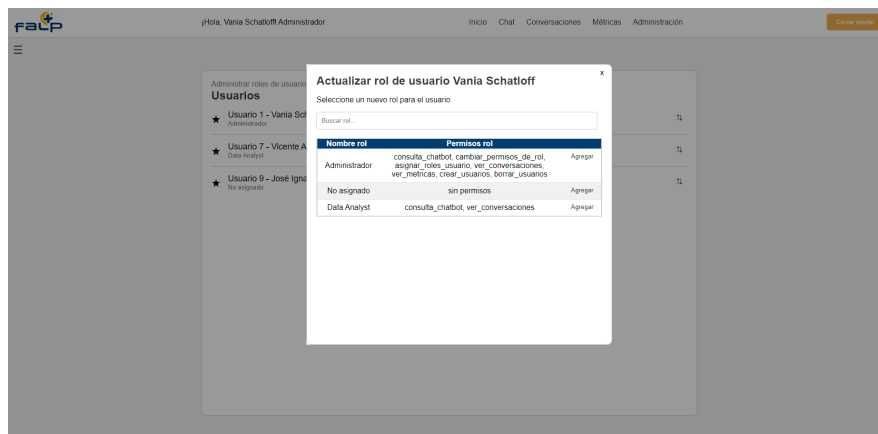 falp
¡Hola, Vania Schatloff! Administrador
Inicio Chat Conversaciones Métricas Administración
Cerrar sesión
Administrar roles de usuario
Usuarios
Usuario 1 - Vania Sch
Administrador
Usuario 7 - Vicente A
Data Analyst
Usuario 9 - José Igna
No asignado
Actualizar rol de usuario Vania Schatloff
x
Seleccione un nuevo rol para el usuario
Buscar rol...
Nombre rol Permisos rol
Administrador consulta_chatbot, cambiar_permisos_de_rol, Agregar
asignar_roles_usuario, ver_conversaciones,
ver_metricas, crear_usuarios, borrar_usuarios
No asignado sin permisos Agregar
Data Analyst consulta_chatbot, ver_conversaciones Agregar